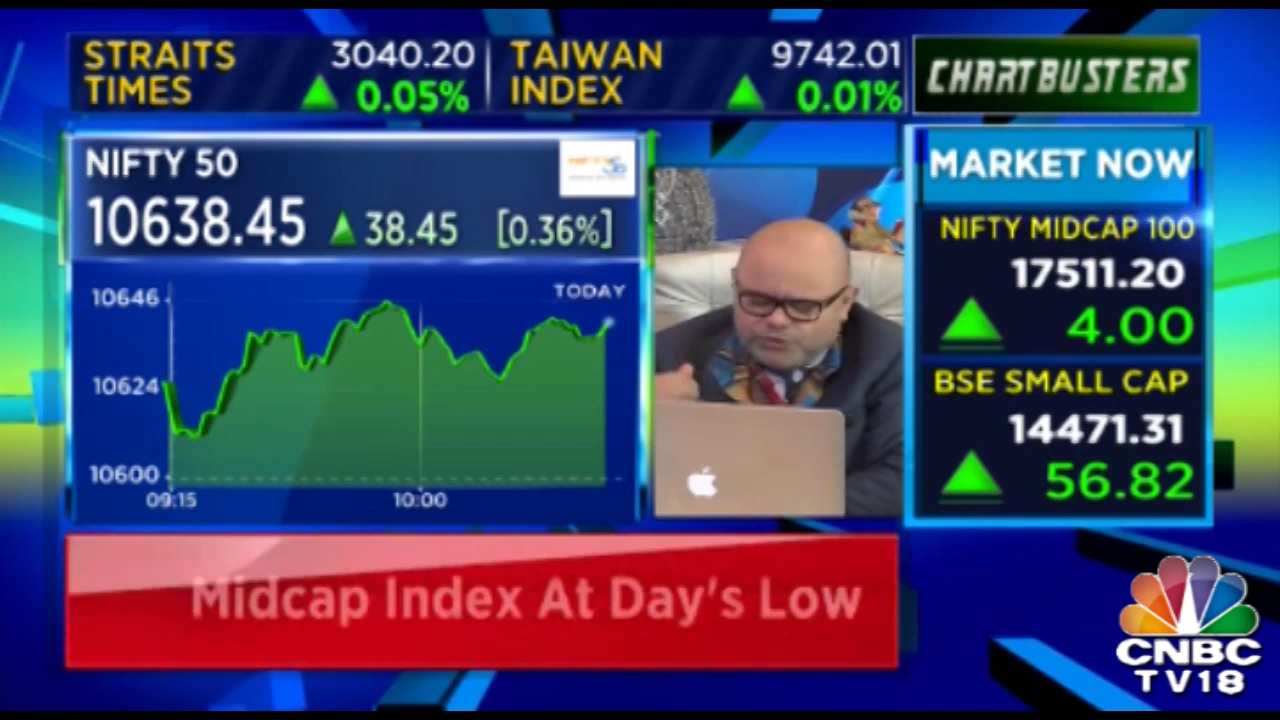 STRAITS
TIMES
3040.20
0.05%
TAIWAN
INDEX
9742.01
0.01%
CHARTBUSTERS
NIFTY 50
10638.45 38.45 [0.36%]
TODAY
10646
10624
10600
09:15 10:00
MARKET NOW
NIFTY MIDCAP 100
17511.20
4.00
BSE SMALL CAP
14471.31
56.82
Midcap Index At Day's Low
CNBC
TV18